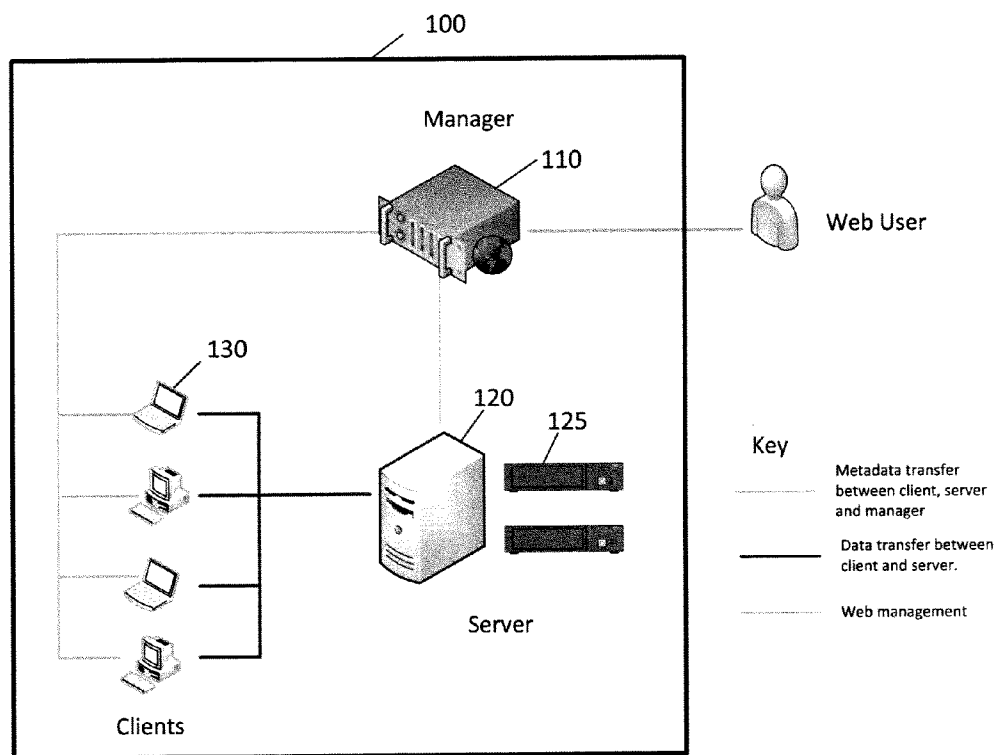 100
Manager
110
Web User
130
120
125
Key
Metadata transfer
between client, server
and manager
Data transfer between
client and server.
Web management
Server
Clients